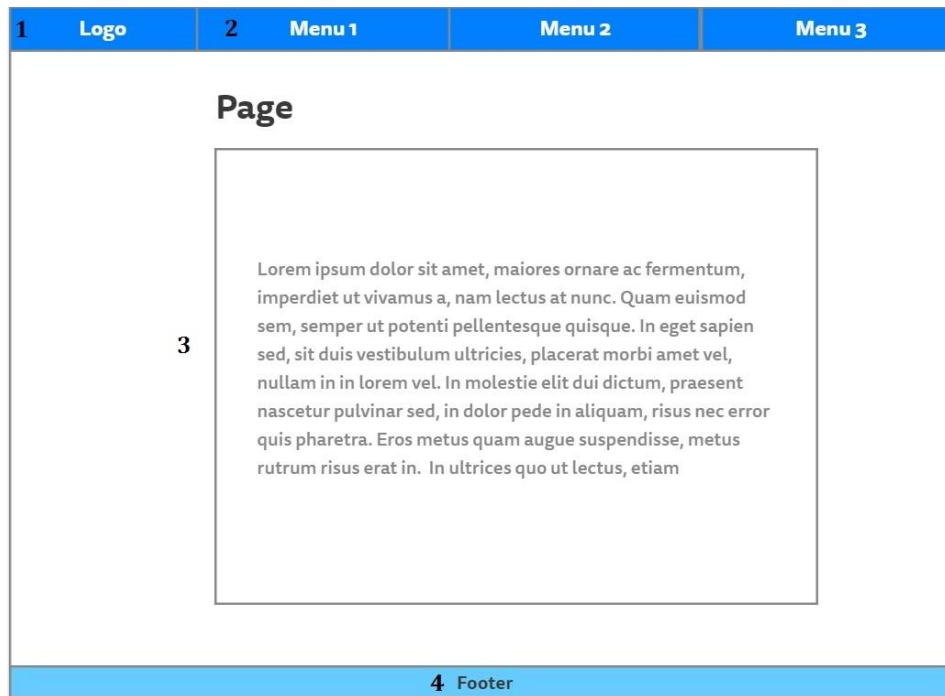 1 Logo 2 Menu 1 Menu 2 Menu 3
Page
Lorem ipsum dolor sit amet, maiores ornare ac fermentum,
imperdiet ut vivamus a, nam lectus at nunc. Quam euismod
sem, semper ut potenti pellentesque quisque. In eget sapien
3
sed, sit duis vestibulum ultricies, placerat morbi amet vel,
nullam in in lorem vel. In molestie elit dui dictum, praesent
nascetur pulvinar sed, in dolor pede in aliquam, risus nec error
quis pharetra. Eros metus quam augue suspendisse, metus
rutrum risus erat in.  In ultrices quo ut lectus, etiam
4 Footer